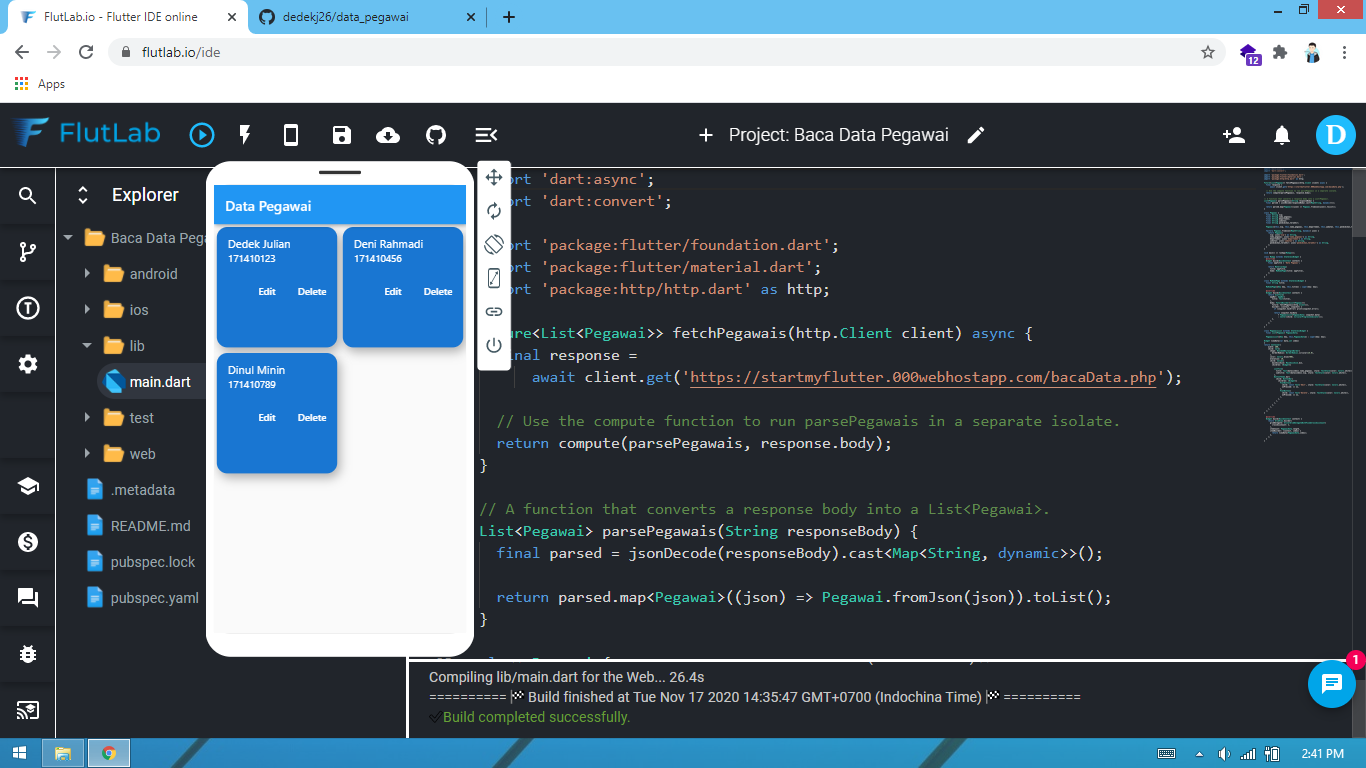 FlutLab.io - Flutter IDE online
dedekj26/data_pegawai
flutlab.io/ide
12
Apps
FlutLab
Project: Baca Data Pegawai
D
Explorer
Baca Data Pega
android
ios
lib
main.dart
test
web
.metadata
README.md
pubspec.lock
pubspec.yaml
Data Pegawai
Dedek Julian
171410123
Edit Delete
Deni Rahmadi
171410456
Edit Delete
Dinul Minin
171410789
Edit Delete
ort 'dart:async';
ort 'dart:convert';
ort 'package:flutter/foundation.dart';
ort 'package:flutter/material.dart';
ort 'package:http/http.dart' as http;
ure<List<Pegawai>> fetchPegawais(http.Client client) async {
inal response =
await client.get('https://startmyflutter.000webhostapp.com/bacaData.php');
// Use the compute function to run parsePegawais in a separate isolate.
return compute(parsePegawais, response.body);
}
// A function that converts a response body into a List<Pegawai>.
List<Pegawai> parsePegawais(String responseBody) {
final parsed = jsonDecode(responseBody).cast<Map<String, dynamic>>();
return parsed.map<Pegawai>((json) => Pegawai.fromJson(json)).toList();
}
Compiling lib/main.dart for the Web... 26.4s
========== Build finished at Tue Nov 17 2020 14:35:47 GMT+0700 (Indochina Time) ==========
Build completed successfully.
1
2:41 PM